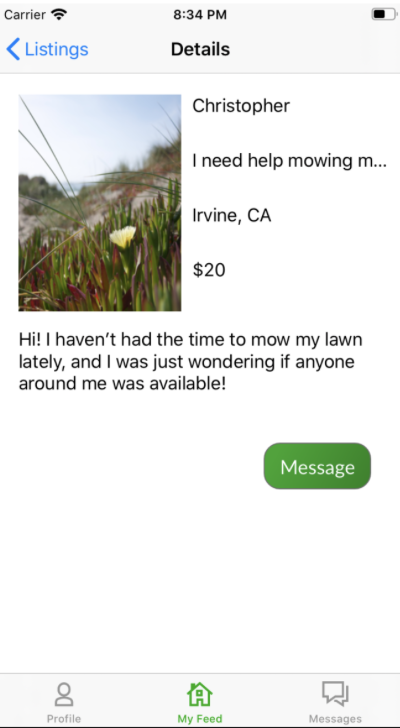 Carrier 8:34 PM
Listings Details
Christopher
I need help mowing m...
Irvine, CA
$20
Hi! I haven’t had the time to mow my lawn
lately, and I was just wondering if anyone
around me was available!
Message
Profile My Feed Messages